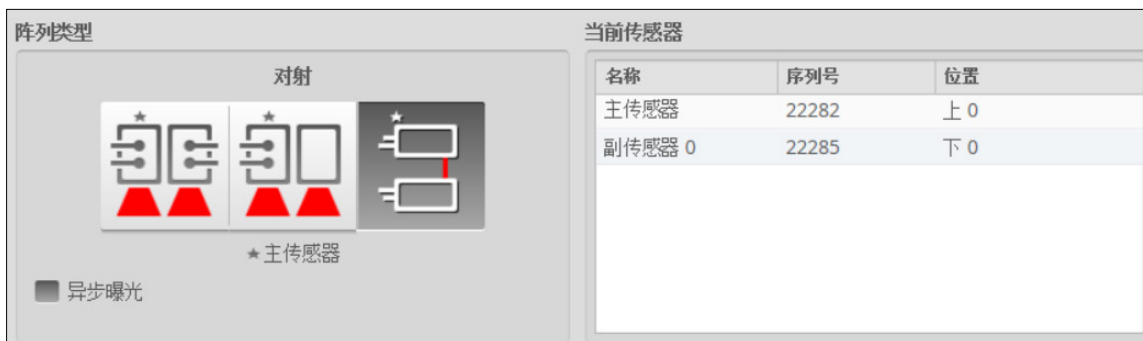 阵列类型
对射
★主传感器
异步曝光
当前传感器
名称 序列号 位置
主传感器 22282 上 0
副传感器 0 22285 下 0